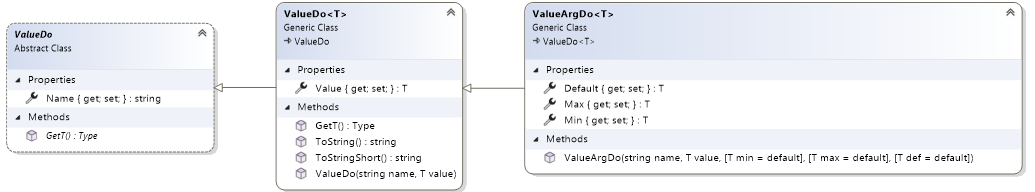 ValueDo
Abstract Class
Properties
Name { get; set; } : string
Methods
GetT() : Type
ValueDo<T>
Generic Class
ValueDo
Properties
Value { get; set; } : T
Methods
GetT() : Type
ToString() : string
ToStringShort() : string
ValueDo(string name, T value)
ValueArgDo<T>
Generic Class
ValueDo<T>
Properties
Default { get; set; } : T
Max { get; set; } : T
Min { get; set; } : T
Methods
ValueArgDo(string name, T value, [T min = default], [T max = default], [T def = default])